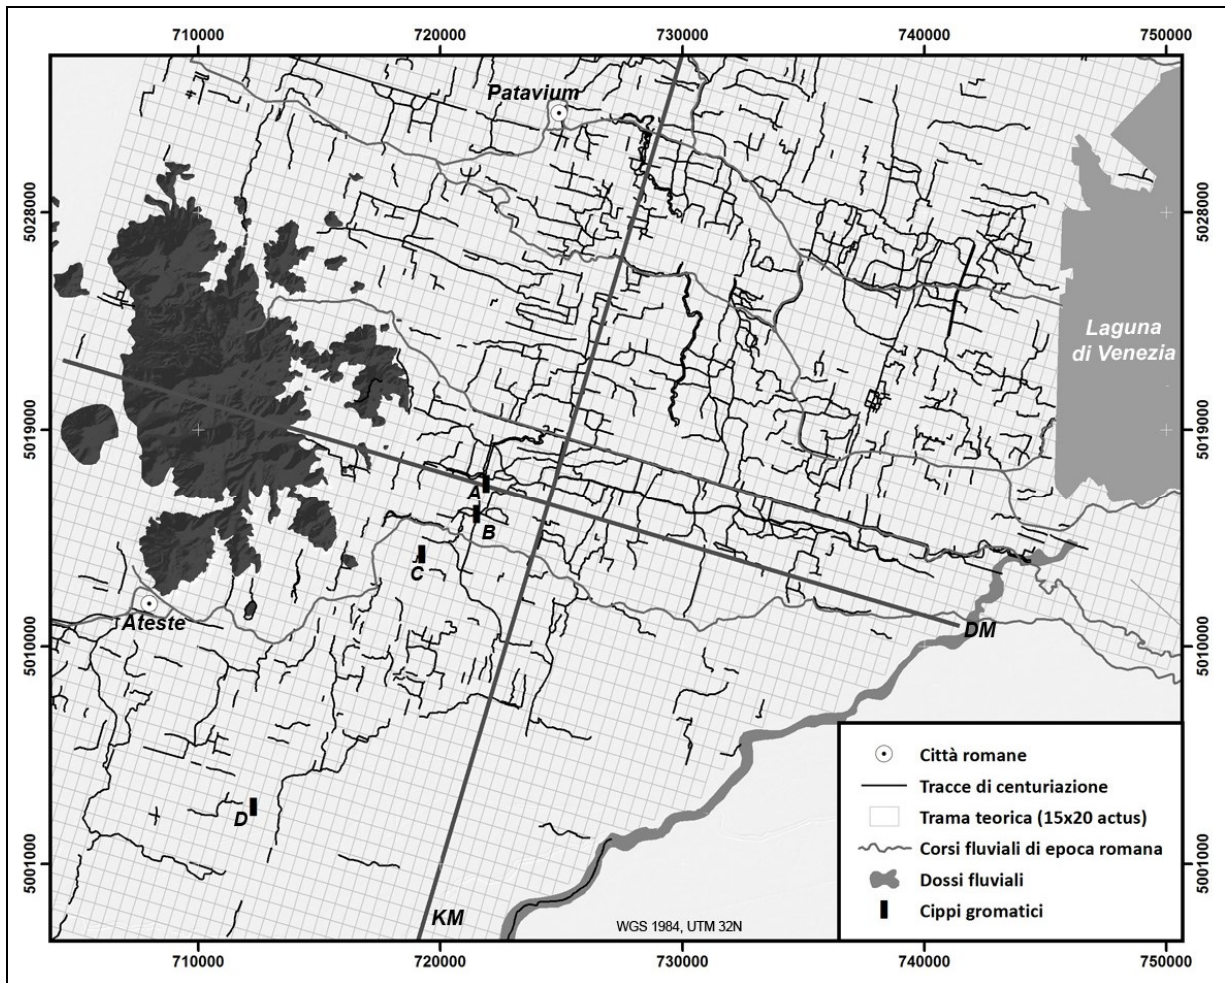 710000 720000 730000 740000 750000
Patavium
5028000 5028000
Laguna
di Venezia
5019000 5019000
A
B
C
Ateste
DM
5010000 5010000
Città romane
Tracce di centuriazione
D
Trama teorica (15x20 actus)
Corsi fluviali di epoca romana
5001000 5001000
Dossi fluviali
KM
Cippi gromatici
WGS 1984, UTM 32N
710000 720000 730000 740000 750000